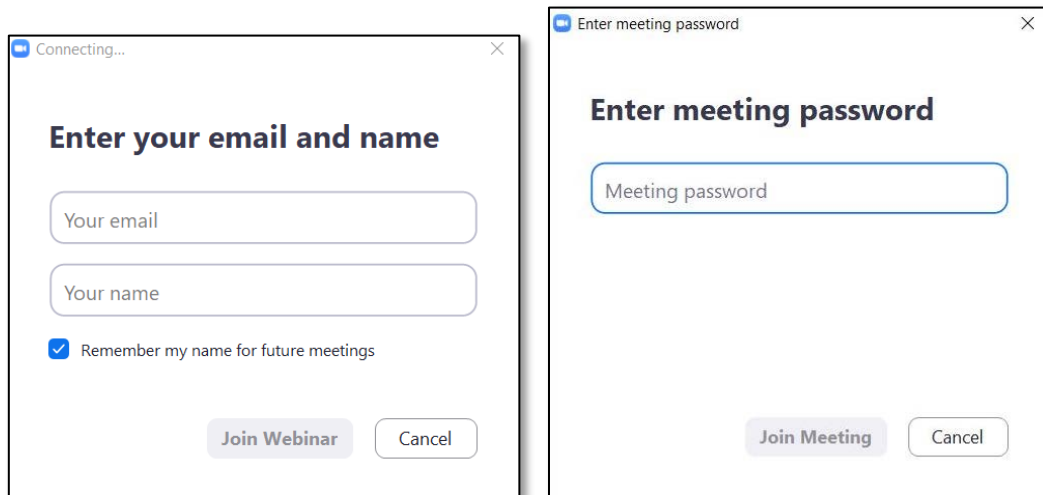 Connecting...
Enter your email and name
Your email
Your name
Remember my name for future meetings
Join Webinar
Cancel
Enter meeting password
Enter meeting password
Meeting password
Join Meeting
Cancel